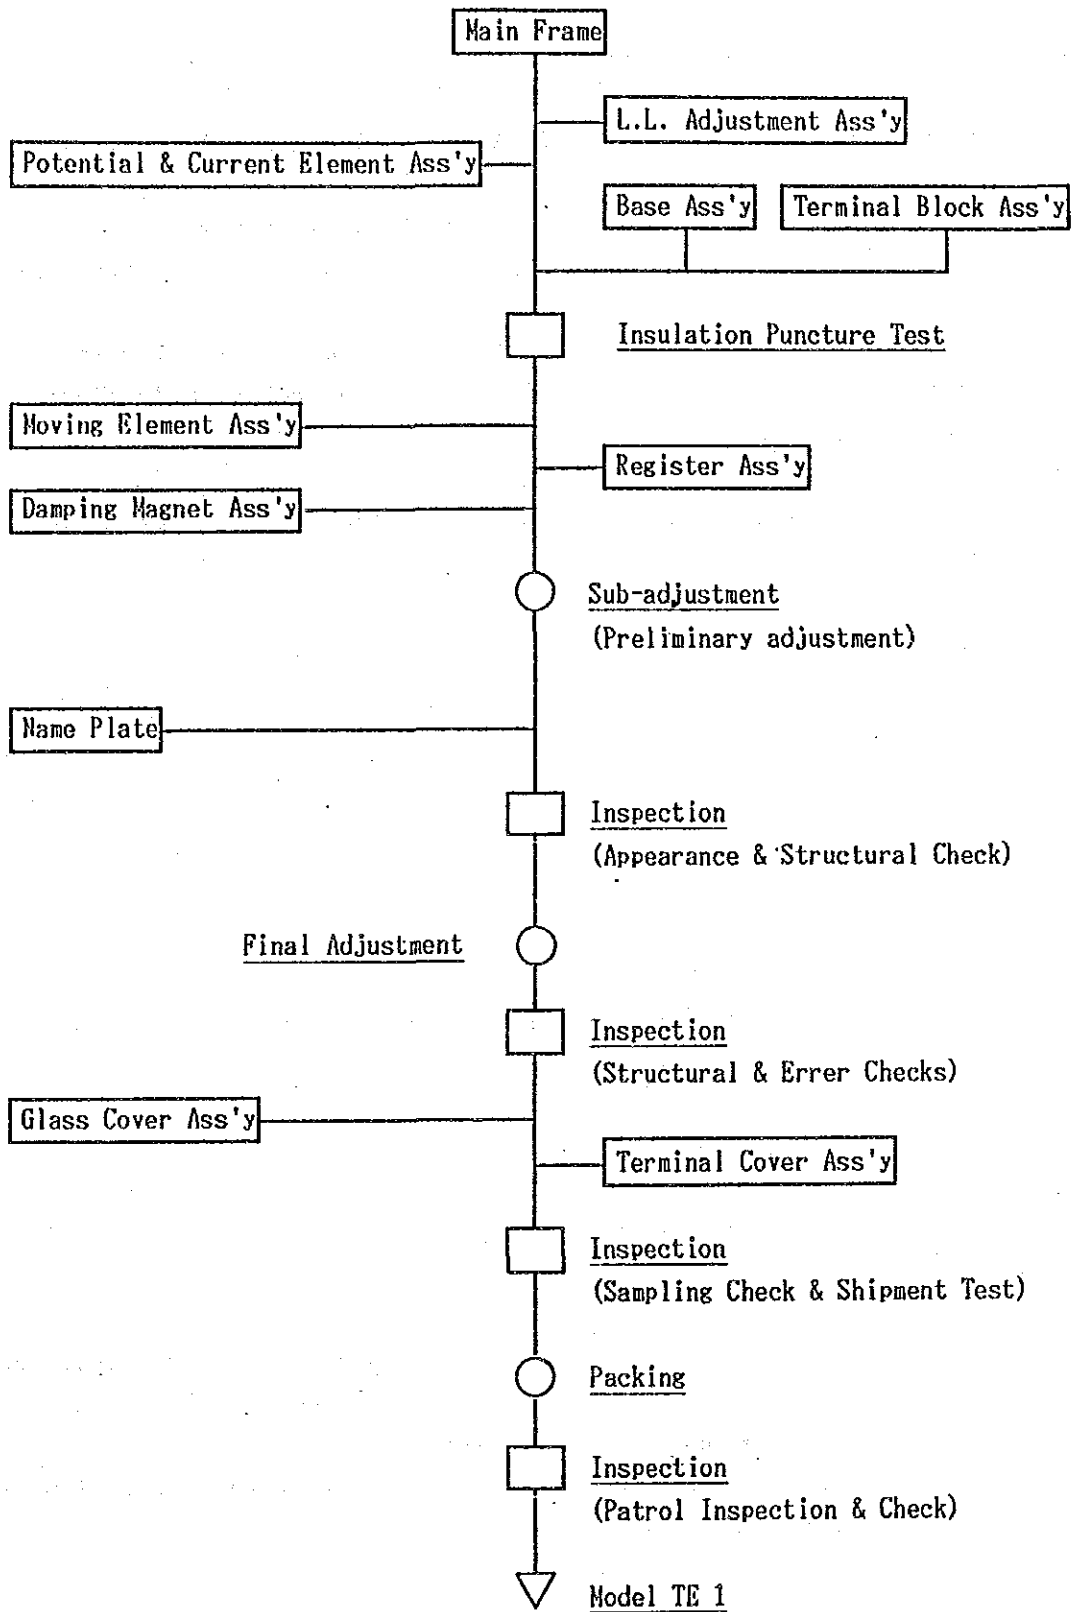 Main Frame
L.L. Adjustment Ass'y
Potential & Current Element Ass'y
Base Ass'y
Terminal Block Ass'y
Insulation Puncture Test
Moving Element Ass'y
Register Ass'y
Damping Magnet Ass'y
Sub-adjustment
(Preliminary adjustment)
Name Plate
Inspection
(Appearance & Structural Check)
Final Adjustment
Inspection
(Structural & Errer Checks)
Glass Cover Ass'y
Terminal Cover Ass'y
Inspection
(Sampling Check & Shipment Test)
Packing
Inspection
(Patrol Inspection & Check)
Model TE 1